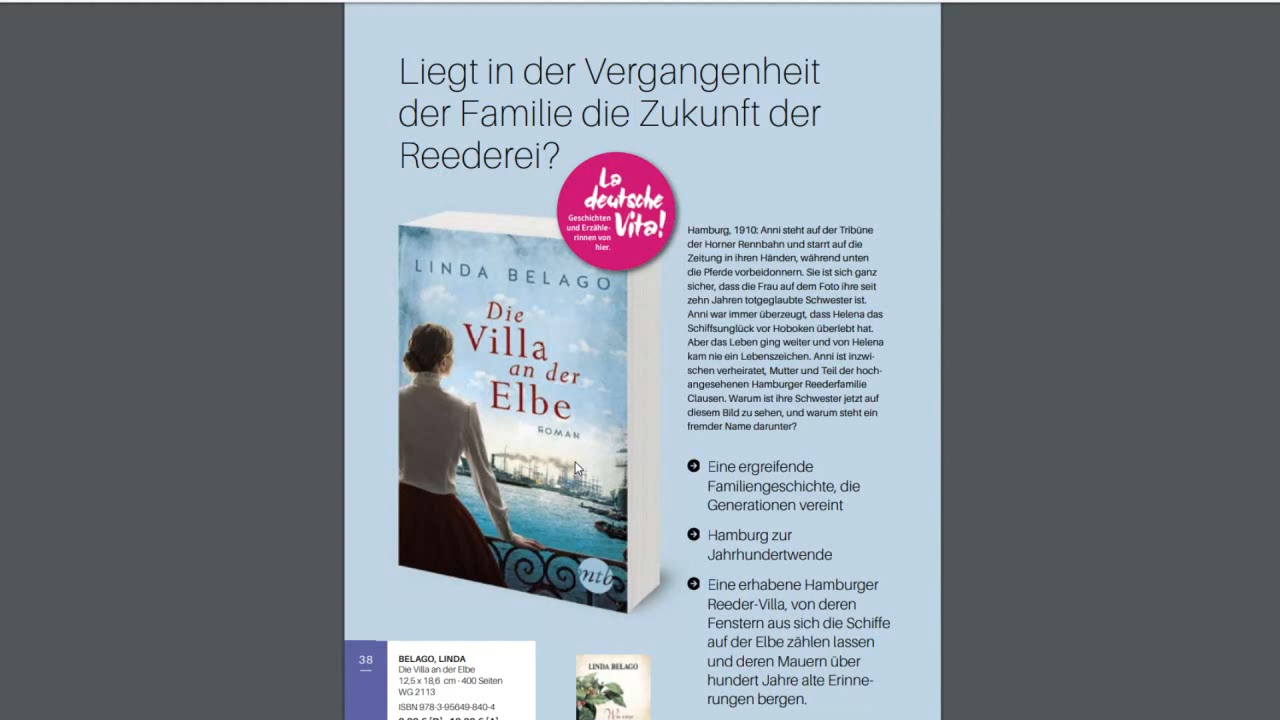 Liegt in der Vergangenheit
der Familie die Zukunft der
Reederei?
La
deutsche
Vita!
Geschichten
und Erzähle-
rinnen von
hier.
LINDA BELAGO
Die
Villa
an der
Elbe
ROMAN
mtb
Hamburg, 1910: Anni steht auf der Tribüne
der Horner Rennbahn und starrt auf die
Zeitung in ihren Händen, während unten
die Pferde vorbeidonnern. Sie ist sich ganz
sicher, dass die Frau auf dem Foto ihre seit
zehn Jahren totgeglaubte Schwester ist.
Anni war immer überzeugt, dass Helena das
Schiffsunglück vor Hoboken überlebt hat.
Aber das Leben ging weiter und von Helena
kam nie ein Lebenszeichen. Anni ist inzwi-
schen verheiratet, Mutter und Teil der hoch-
angesehenen Hamburger Reederfamilie
Clausen. Warum ist ihre Schwester jetzt auf
diesem Bild zu sehen, und warum steht ein
fremder Name darunter?
Eine ergreifende
Familiengeschichte, die
Generationen vereint
Hamburg zur
Jahrhundertwende
Eine erhabene Hamburger
Reeder-Villa, von deren
Fenstern aus sich die Schiffe
auf der Elbe zählen lassen
und deren Mauern über
hundert Jahre alte Erinne-
rungen bergen.
38
BELAGO, LINDA
Die Villa an der Elbe
12,5 x 18,6 cm · 400 Seiten
WG 2113
ISBN 978-3-95649-840-4
LINDA BELAGO